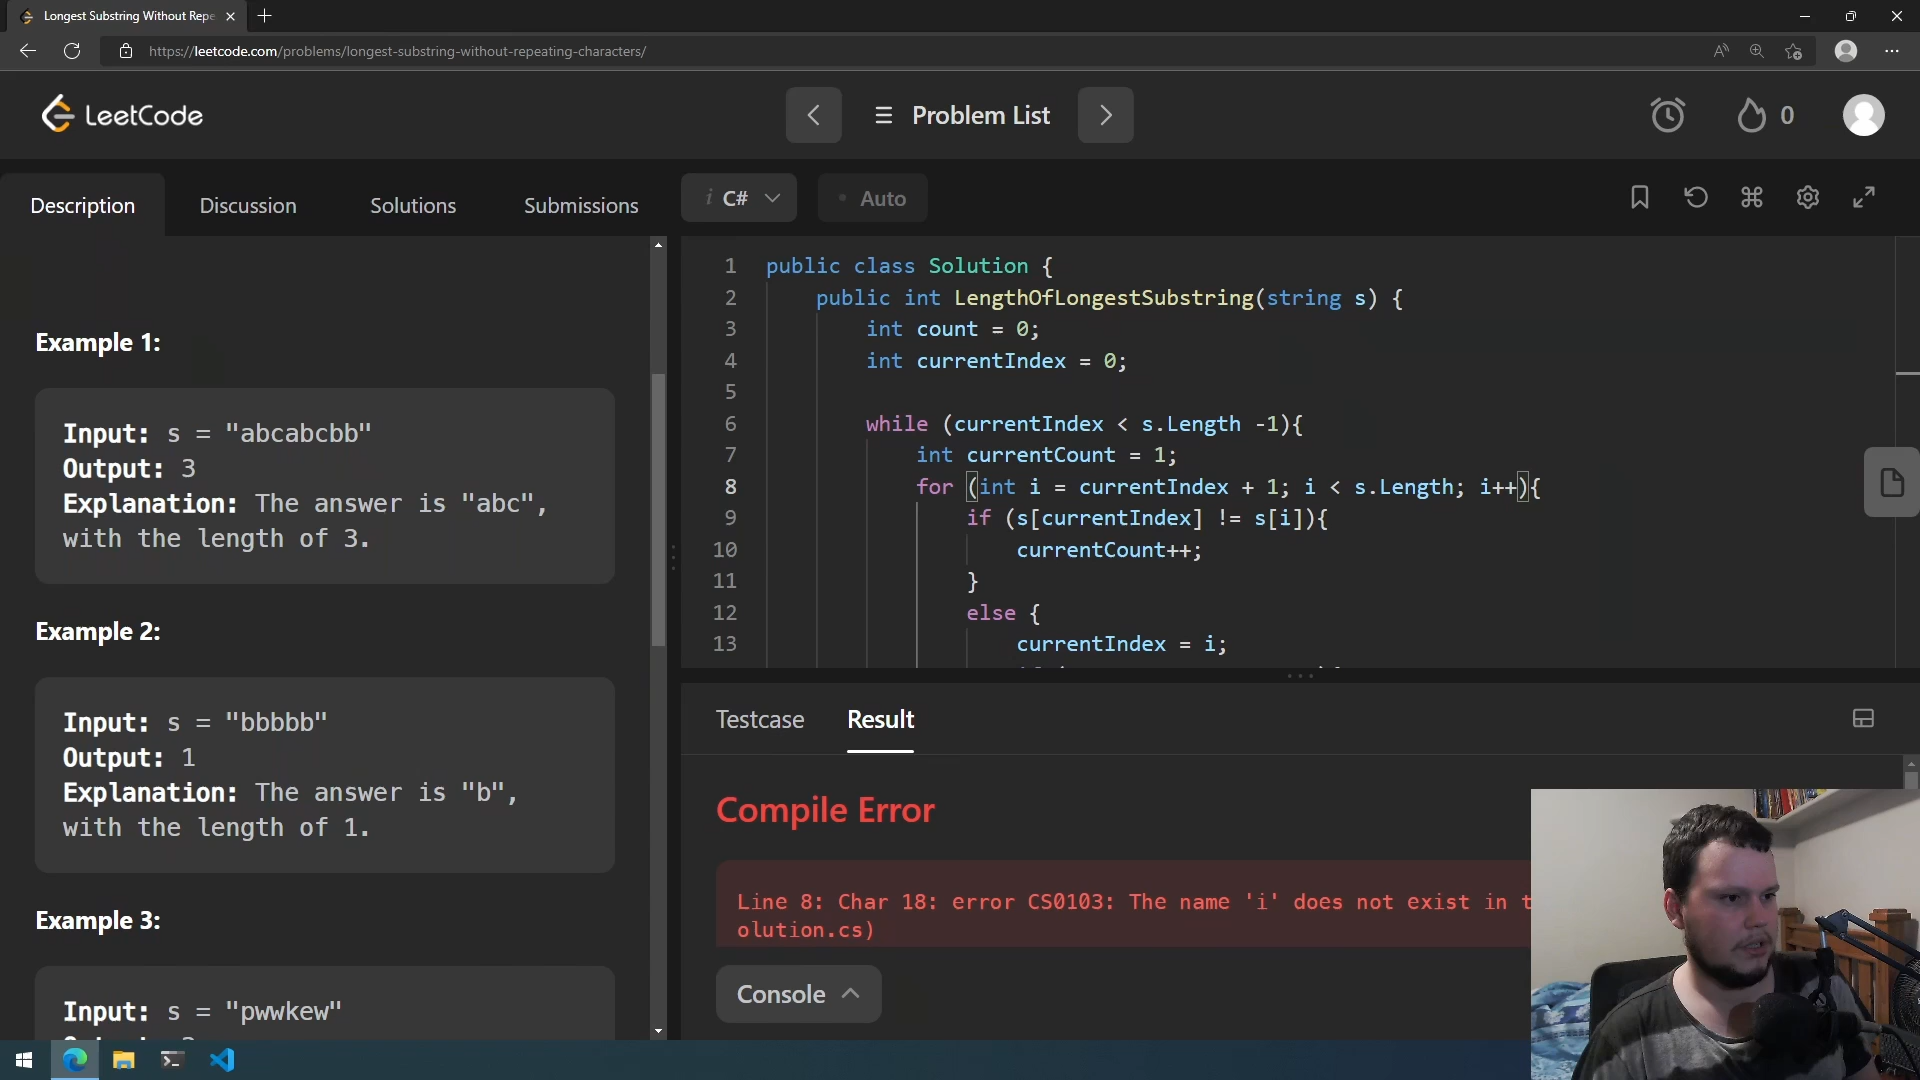 Longest Substring Without Repe
https://leetcode.com/problems/longest-substring-without-repeating-characters/
LeetCode
Problem List
0
Description
Discussion
Solutions
Submissions
i C#
Auto
Example 1:
Input: s = "abcabcbb"
Output: 3
Explanation: The answer is "abc",
with the length of 3.
Example 2:
Input: s = "bbbbb"
Output: 1
Explanation: The answer is "b",
with the length of 1.
Example 3:
Input: s = "pwwkew"
1 public class Solution {
2 public int LengthOfLongestSubstring(string s) {
3 int count = 0;
4 int currentIndex = 0;
5
6 while (currentIndex < s.Length -1){
7 int currentCount = 1;
8 for (int i = currentIndex + 1; i < s.Length; i++){
9 if (s[currentIndex] != s[i]){
10 currentCount++;
11 }
12 else {
13 currentIndex = i;
Testcase
Result
Compile Error
Line 8: Char 18: error CS0103: The name 'i' does not exist in t
olution.cs)
Console